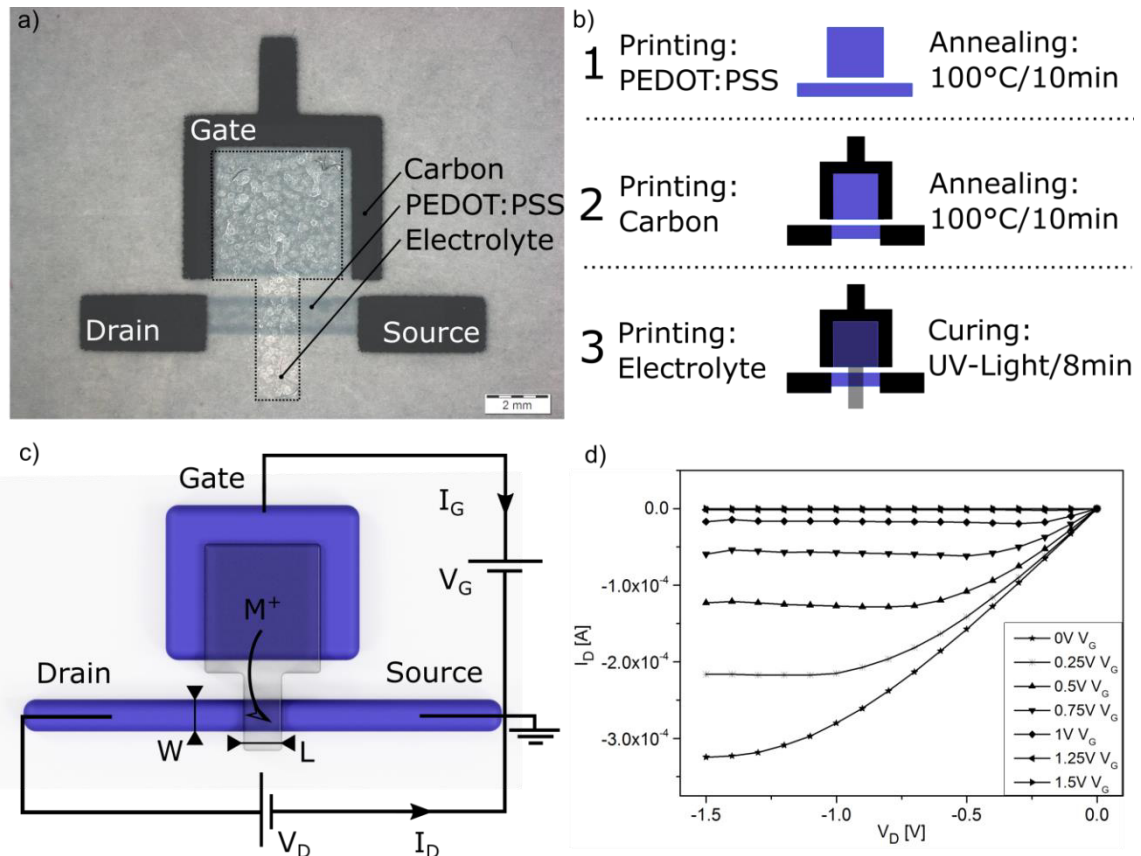 a)
Gate
Carbon
PEDOT:PSS
Electrolyte
Drain
Source
2 mm
b)
1
Printing:
PEDOT:PSS
Annealing:
100°C/10min
2
Printing:
Carbon
Annealing:
100°C/10min
3
Printing:
Electrolyte
Curing:
UV-Light/8min
c)
Gate
I_G
V_G
M⁺
Drain
Source
W
L
V_D
I_D
d)
0.0
-1.0x10⁻⁴
-2.0x10⁻⁴
-3.0x10⁻⁴
I_D [A]
0V V_G
0.25V V_G
0.5V V_G
0.75V V_G
1V V_G
1.25V V_G
1.5V V_G
-1.5
-1.0
-0.5
0.0
V_D [V]